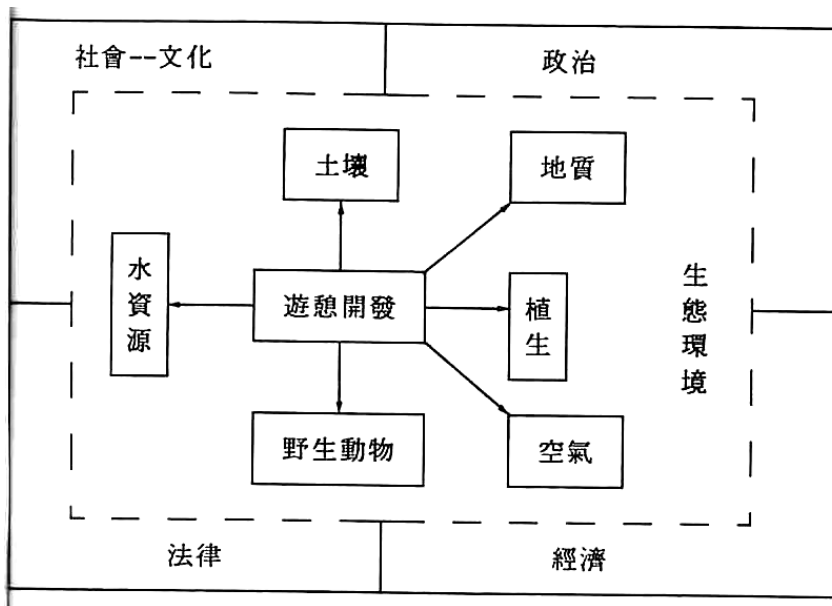 社會--文化
政治
土壤
地質
水資源
遊憩開發
植生
生態環境
野生動物
空氣
法律
經濟